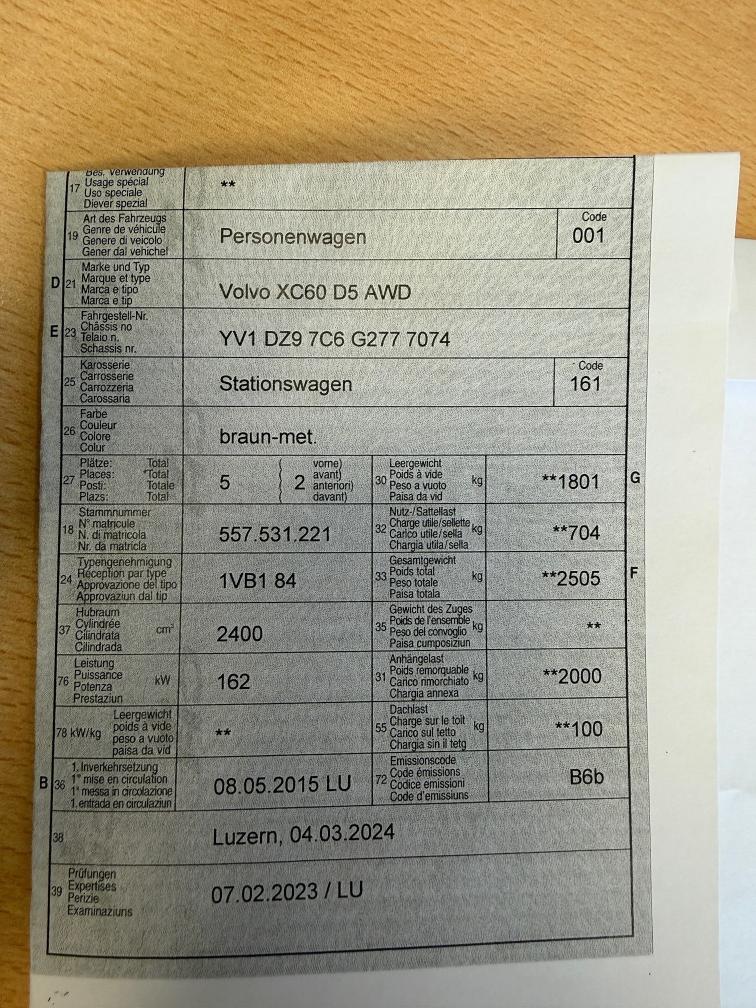 Bes. Verwendung
17 Usage spécial **
Uso speciale
Diever spezial
Art des Fahrzeugs Code
19 Genre de véhicule Personenwagen 001
Genere di veicolo
Gener dal vehichel
Marke und Typ
D 21 Marque et type Volvo XC60 D5 AWD
Marca e tipo
Marca e tip
Fahrgestell-Nr.
E 23 Châssis no YV1 DZ9 7C6 G277 7074
Telaio n.
Schassis nr.
Karosserie Code
25 Carrosserie Stationswagen 161
Carrozzeria
Carossaria
Farbe
26 Couleur braun-met.
Colore
Colur
Plätze: Total vorne) Leergewicht
27 Places: Total 5 ( 2 avant) 30 Poids à vide kg **1801 G
Posti: Totale anteriori) Peso a vuoto
Plazs: Total davant) Paisa da vid
Stammnummer Nutz-/Sattellast
18 N° matricule 557.531.221 32 Charge utile/sellette kg **704
N. di matricola Carico utile/sella
Nr. da matricla Chargia utila/sella
Typengenehmigung Gesamtgewicht
24 Réception par type 1VB1 84 33 Poids total kg **2505 F
Approvazione del tipo Peso totale
Approvaziun dal tip Paisa totala
Hubraum Gewicht des Zuges
37 Cylindrée cm³ 2400 35 Poids de l'ensemble kg **
Cilindrata Peso del convoglio
Cilindrada Paisa cumposiziun
Leistung Anhängelast
76 Puissance kW 162 31 Poids remorquable kg **2000
Potenza Carico rimorchiato
Prestaziun Chargia annexa
Leergewicht Dachlast
78 kW/kg poids à vide ** 55 Charge sur le toit kg **100
peso a vuoto Carico sul tetto
paisa da vid Chargia sin il tetg
1. Inverkehrsetzung Emissionscode
B 36 1° mise en circulation 08.05.2015 LU 72 Code émissions B6b
1° messa in circolazione Codice emissioni
1. entrada en circulaziun Code d'emissiuns
38 Luzern, 04.03.2024
Prüfungen
39 Expertises 07.02.2023 / LU
Perizie
Examinaziuns